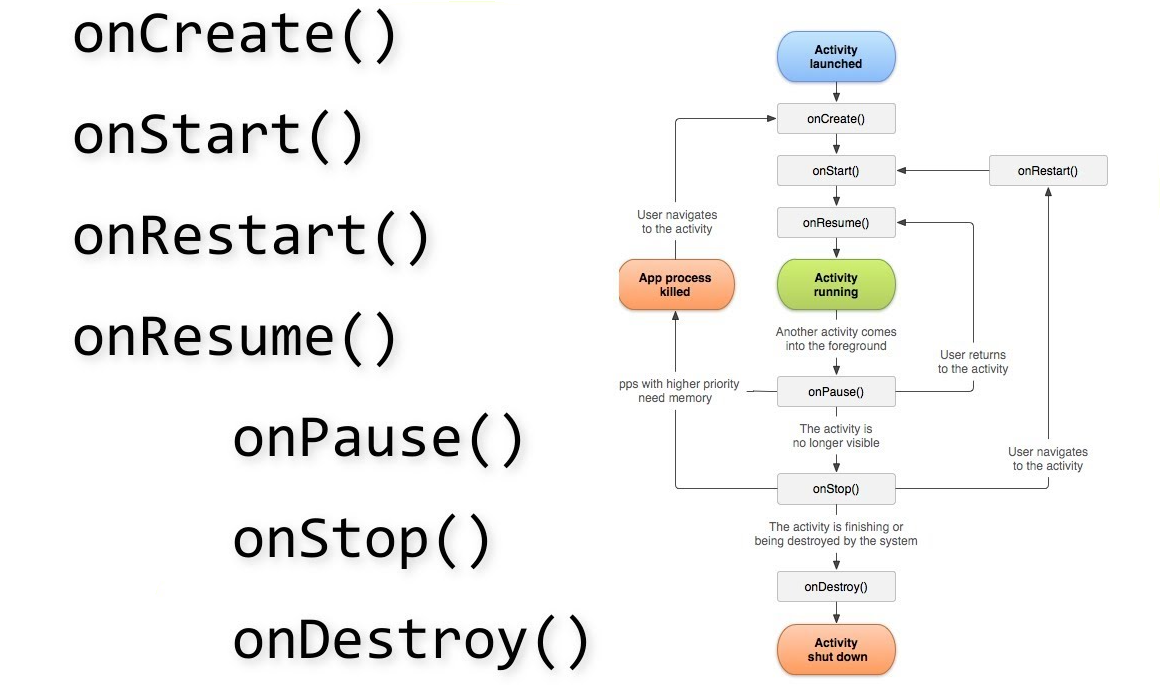 onCreate()
onStart()
onRestart()
onResume()
onPause()
onStop()
onDestroy()
Activity
launched
onCreate()
onStart()
onRestart()
onResume()
User navigates
to the activity
App process
killed
Activity
running
Another activity comes
into the foreground
User returns
to the activity
pps with higher priority
need memory
onPause()
The activity is
no longer visible
User navigates
to the activity
onStop()
The activity is finishing or
being destroyed by the system
onDestroy()
Activity
shut down